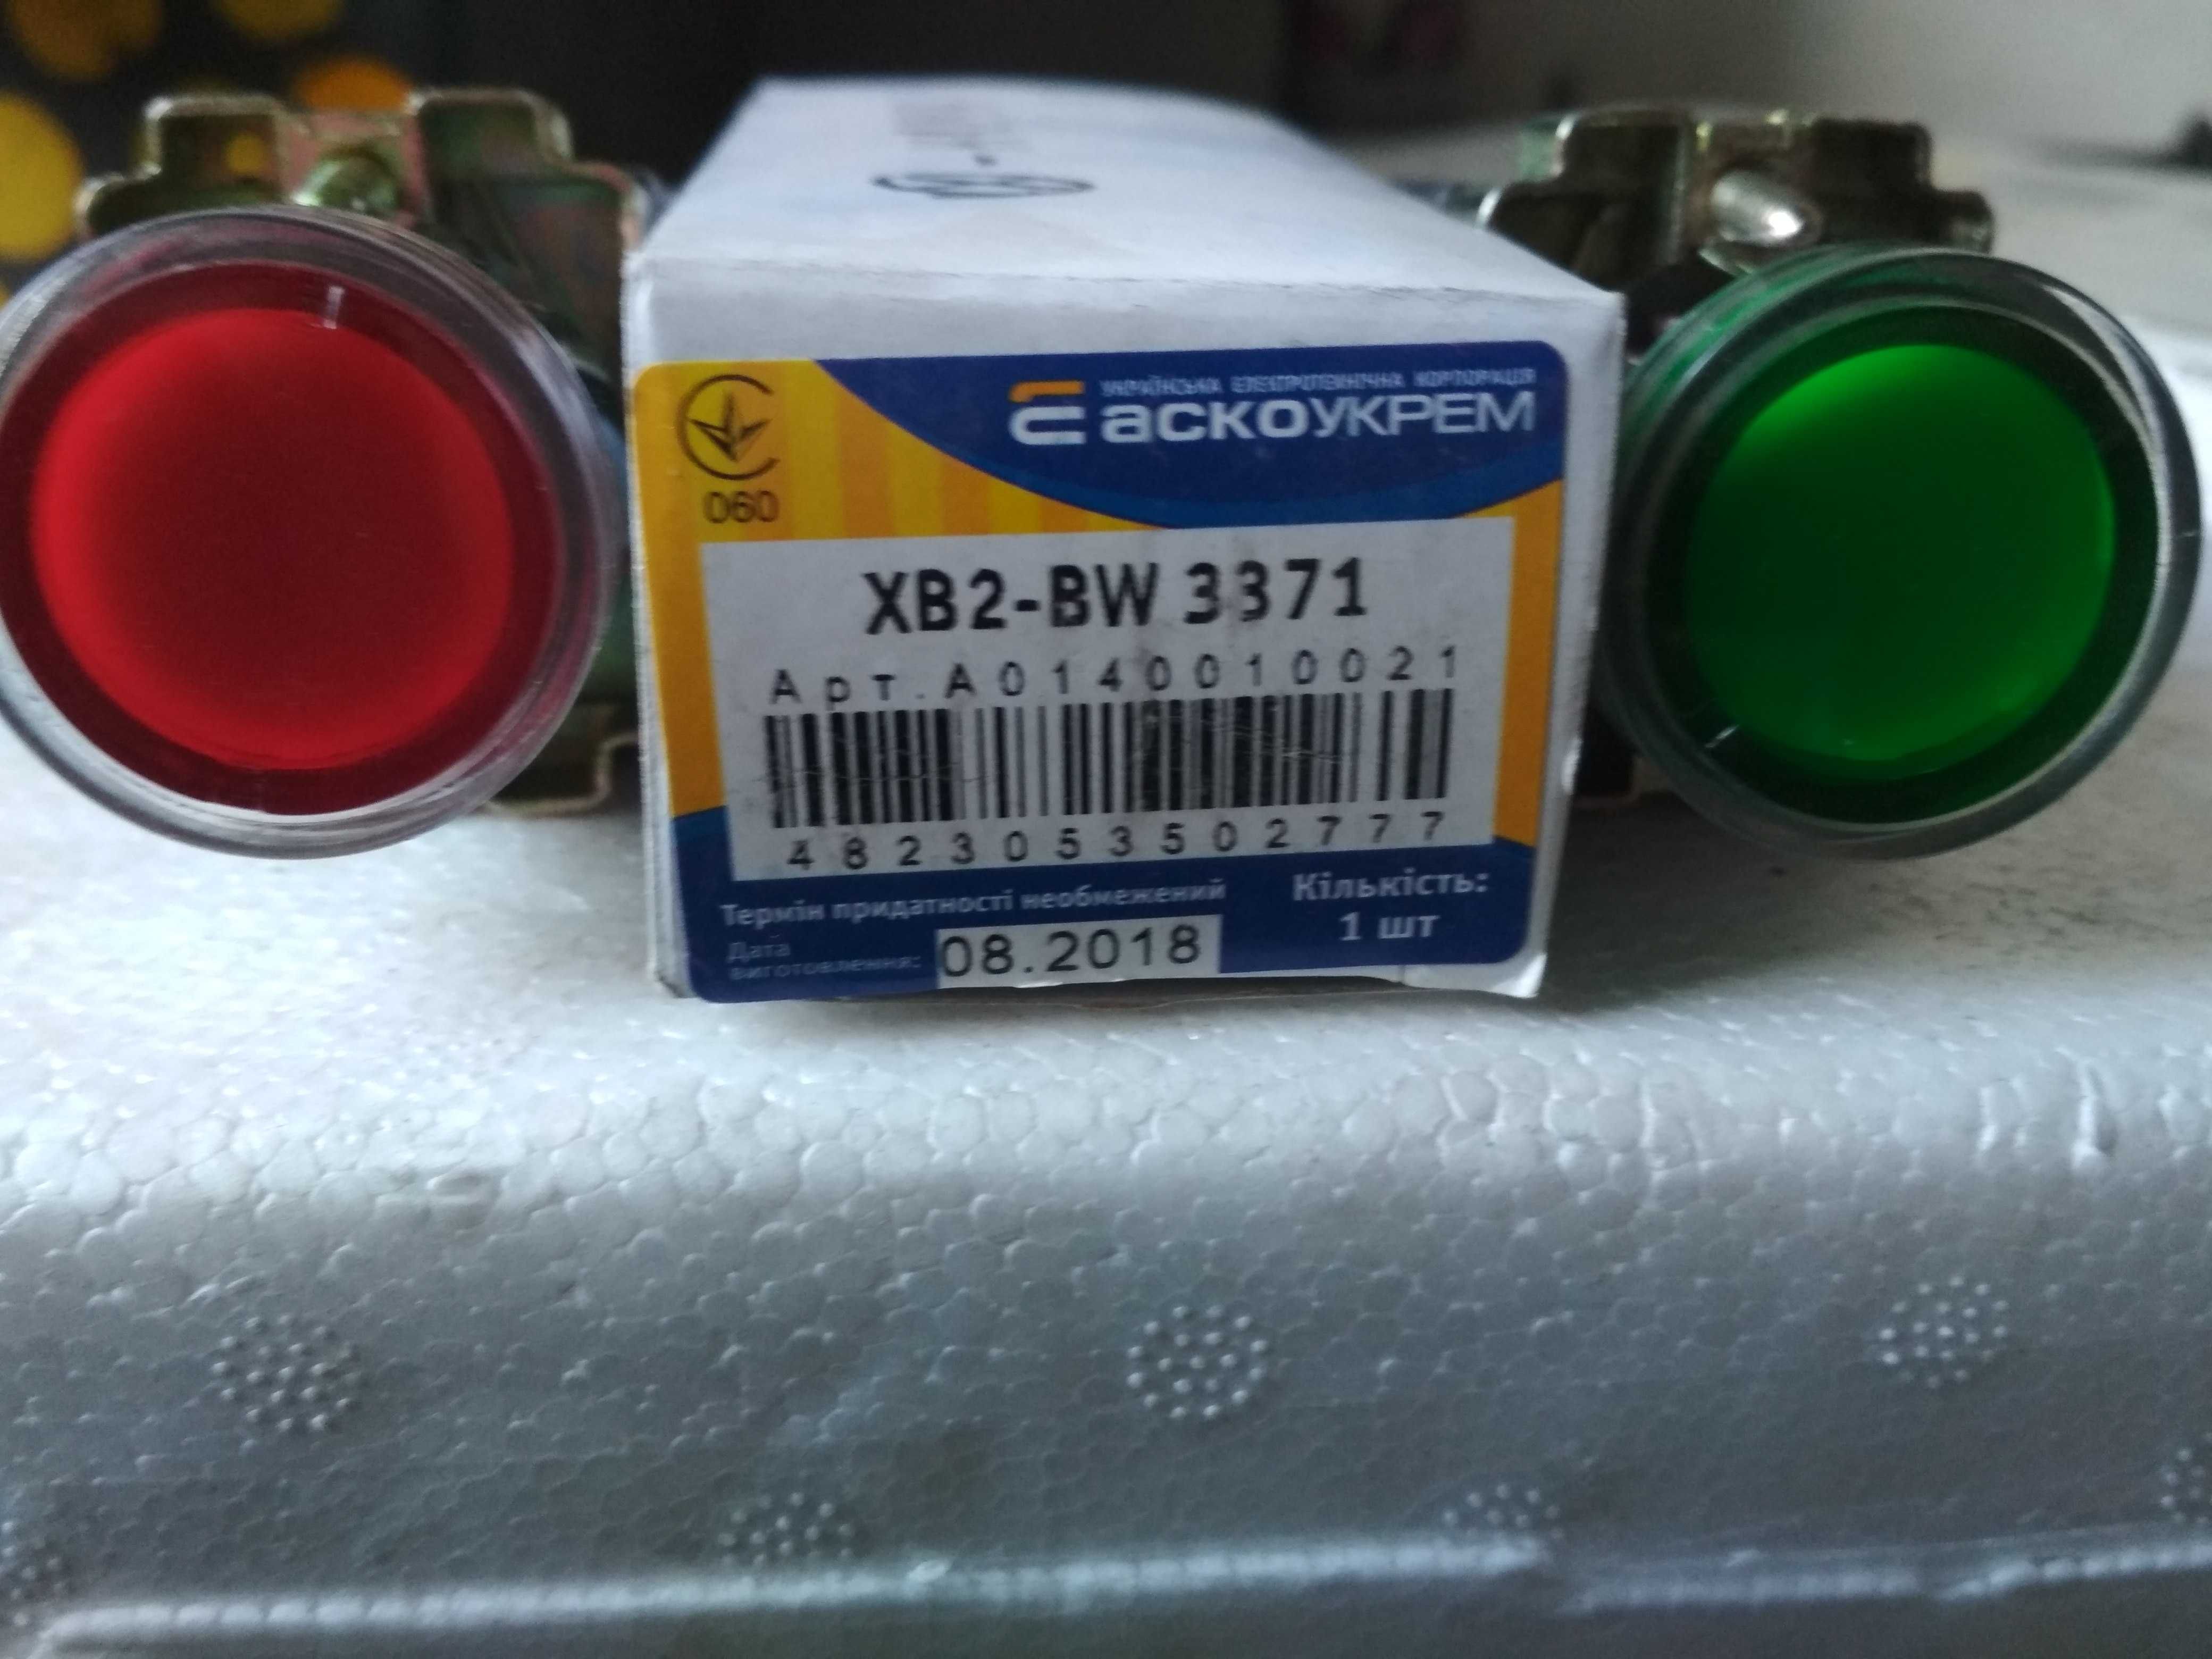 УКРАЇНСЬКА ЕЛЕКТРОТЕХНІЧНА КОРПОРАЦІЯ
аскоУКРЕМ
060
XB2-BW 3371
Арт.A0140010021
4823053502777
Термін придатності необмежений
Кількість:
1 шт
Дата
виготовлення:
08.2018